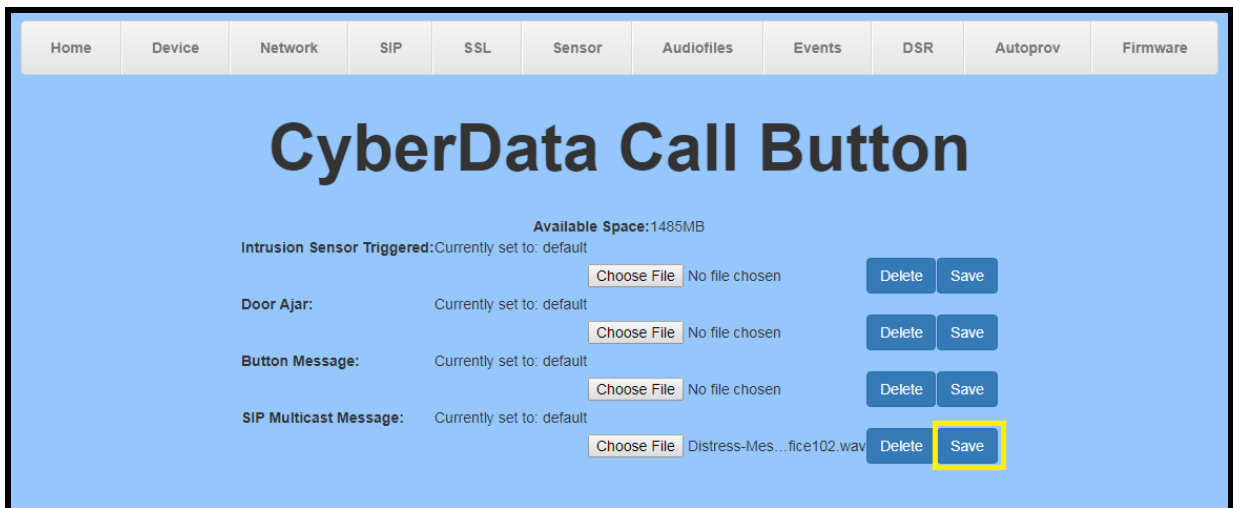 Home Device Network SIP SSL Sensor Audiofiles Events DSR Autoprov Firmware
CyberData Call Button
Available Space:1485MB
Intrusion Sensor Triggered:Currently set to: default
Choose File No file chosen Delete Save
Door Ajar: Currently set to: default
Choose File No file chosen Delete Save
Button Message: Currently set to: default
Choose File No file chosen Delete Save
SIP Multicast Message: Currently set to: default
Choose File Distress-Mes...fice102.wav Delete Save